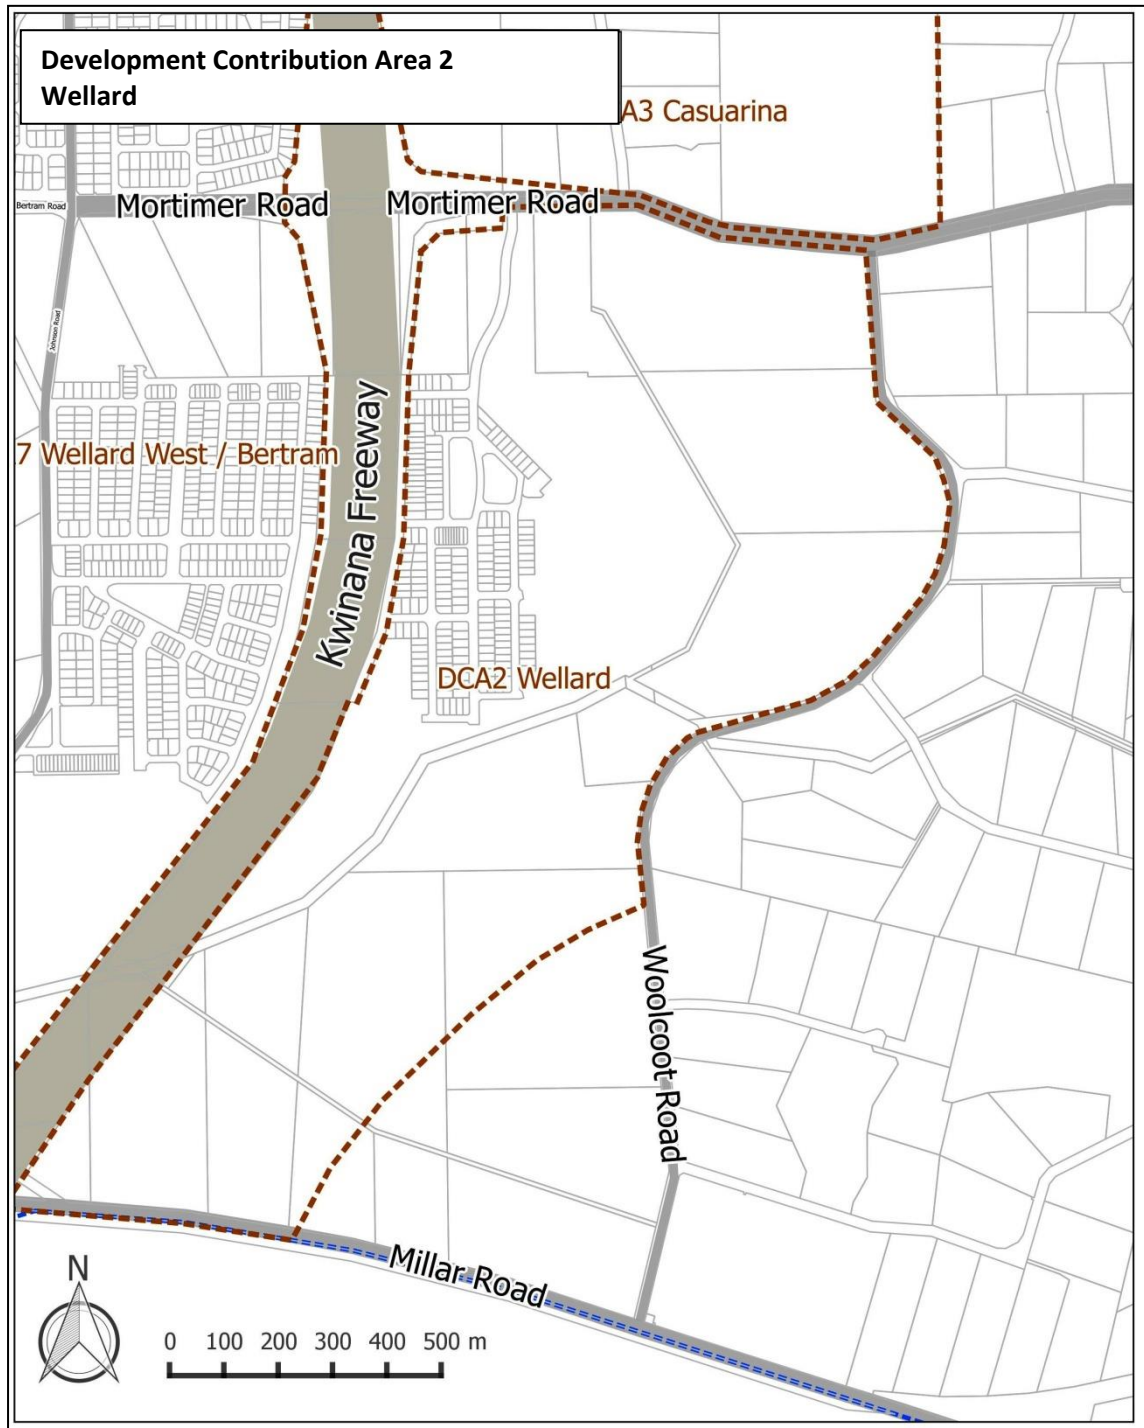 Development Contribution Area 2
Wellard
A3 Casuarina
Mortimer Road
Mortimer Road
Bertram Road
Johnson Road
7 Wellard West / Bertram
Kwinana Freeway
DCA2 Wellard
Woolcoot Road
Millar Road
N
0 100 200 300 400 500 m